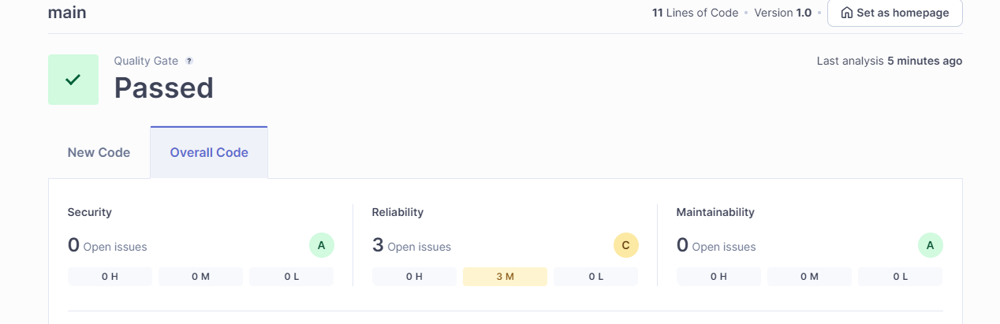 main
11 Lines of Code • Version 1.0 • Set as homepage
Quality Gate ?
Last analysis 5 minutes ago
Passed
New Code
Overall Code
Security
0 Open issues
A
0 H
0 M
0 L
Reliability
3 Open issues
C
0 H
3 M
0 L
Maintainability
0 Open issues
A
0 H
0 M
0 L